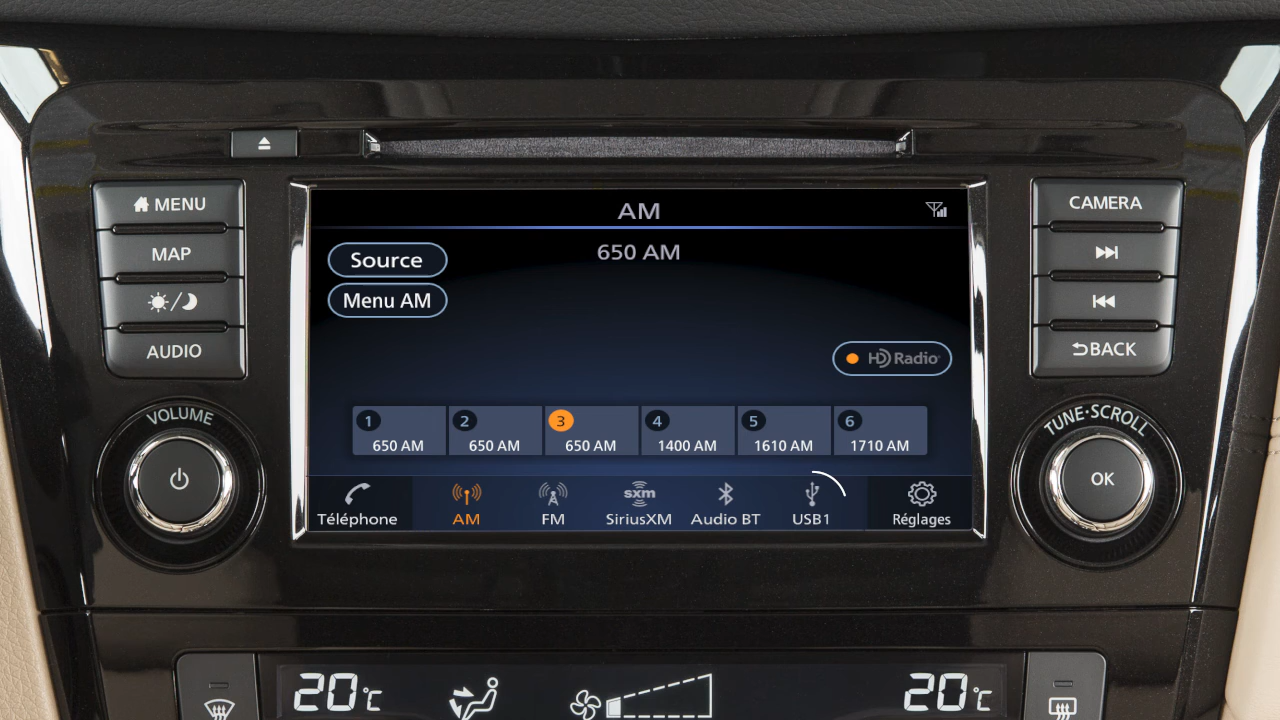 MENU
MAP
AUDIO
VOLUME
AM
650 AM
Source
Menu AM
HD Radio
1 2 3 4 5 6
650 AM 650 AM 650 AM 1400 AM 1610 AM 1710 AM
Téléphone AM FM sxm SiriusXM Audio BT USB1 Réglages
CAMERA
BACK
TUNE·SCROLL
OK
20°C
20°C